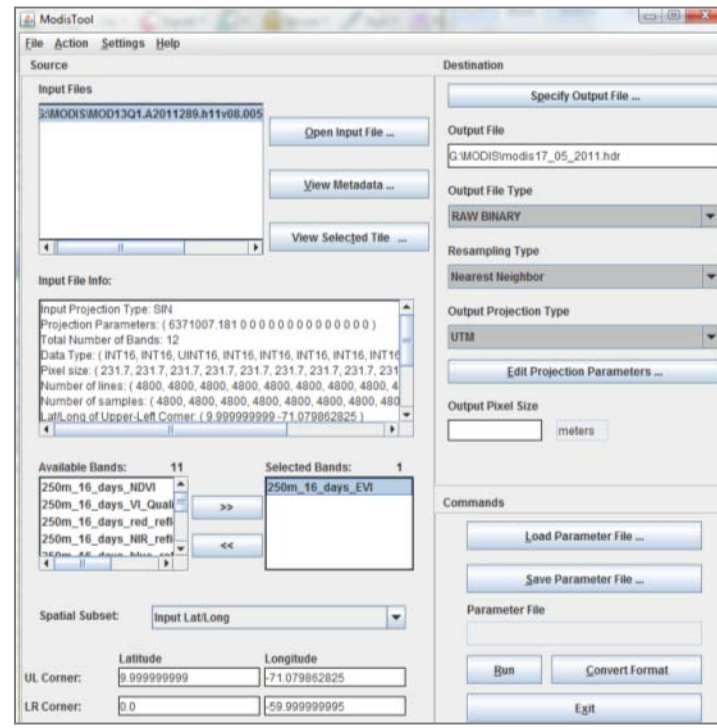 ModisTool
File Action Settings Help
Source
Input Files
G:\MODIS\MOD13Q1.A2011289.h11v08.005
Open Input File ...
View Metadata ...
View Selected Tile ...
Input File Info:
Input Projection Type: SIN
Projection Parameters: ( 6371007.181 0 0 0 0 0 0 0 0 0 0 0 0 0 0 )
Total Number of Bands: 12
Data Type: ( INT16, INT16, UINT16, INT16, INT16, INT16, INT16, INT16
Pixel size: ( 231.7, 231.7, 231.7, 231.7, 231.7, 231.7, 231.7, 231
Number of lines: ( 4800, 4800, 4800, 4800, 4800, 4800, 4800, 4
Number of samples: ( 4800, 4800, 4800, 4800, 4800, 4800, 480
Lat/Long of Upper-Left Corner: ( 9.999999999 -71.079862825 )
Available Bands: 11
250m_16_days_NDVI
250m_16_days_VI_Quali
250m_16_days_red_refl
250m_16_days_NIR_refl
250m_16_days_blue_ref
>>
<<
Selected Bands: 1
250m_16_days_EVI
Spatial Subset: Input Lat/Long
Latitude Longitude
UL Corner: 9.999999999 -71.079862825
LR Corner: 0.0 -59.999999995
Destination
Specify Output File ...
Output File
G:\MODIS\modis17_05_2011.hdr
Output File Type
RAW BINARY
Resampling Type
Nearest Neighbor
Output Projection Type
UTM
Edit Projection Parameters ...
Output Pixel Size
meters
Commands
Load Parameter File ...
Save Parameter File ...
Parameter File
Run Convert Format
Exit